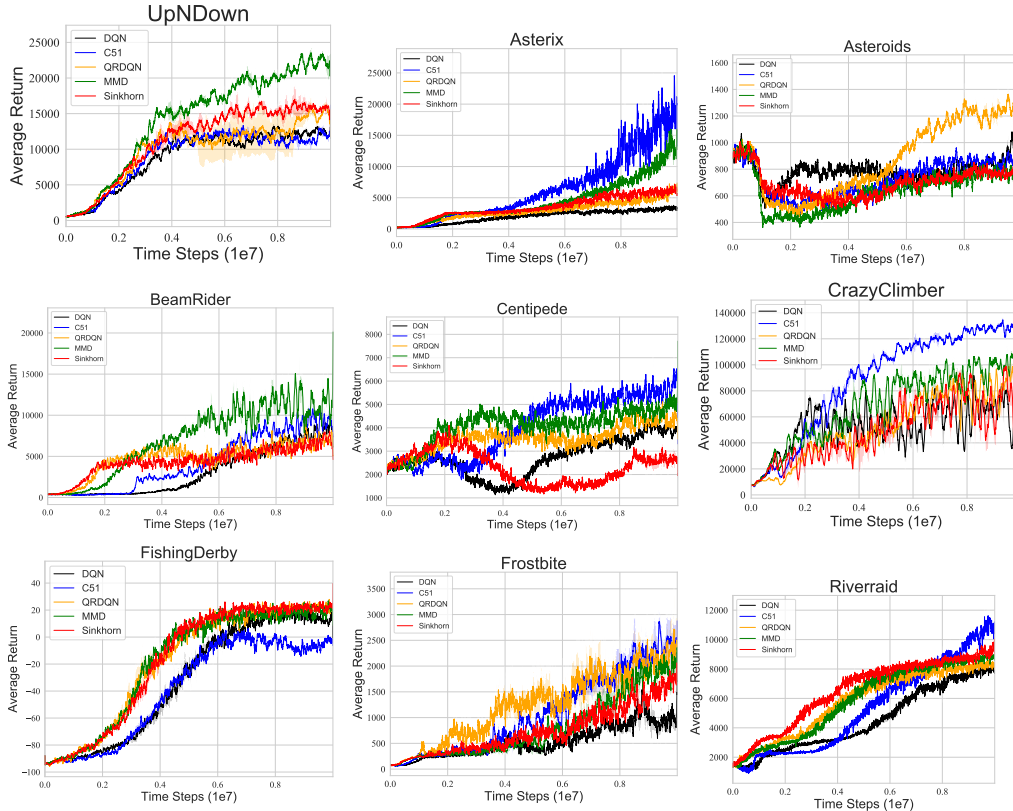 UpNDown
Average Return
25000
20000
15000
10000
5000
0
DQN
C51
QRDQN
MMD
Sinkhorn
0.0 0.2 0.4 0.6 0.8
Time Steps (1e7)
Asterix
Average Return
25000
20000
15000
10000
5000
0
DQN
C51
QRDQN
MMD
Sinkhorn
0.0 0.2 0.4 0.6 0.8
Time Steps (1e7)
Asteroids
Average Return
1600
1400
1200
1000
800
600
400
DQN
C51
QRDQN
MMD
Sinkhorn
0.0 0.2 0.4 0.6 0.8
Time Steps (1e7)
BeamRider
Average Return
20000
15000
10000
5000
0
DQN
C51
QRDQN
MMD
Sinkhorn
0.0 0.2 0.4 0.6 0.8
Time Steps (1e7)
Centipede
Average Return
8000
7000
6000
5000
4000
3000
2000
1000
DQN
C51
QRDQN
MMD
Sinkhorn
0.0 0.2 0.4 0.6 0.8
Time Steps (1e7)
CrazyClimber
Average Return
140000
120000
100000
80000
60000
40000
20000
0
DQN
C51
QRDQN
MMD
Sinkhorn
0.0 0.2 0.4 0.6 0.8
Time Steps (1e7)
FishingDerby
Average Return
40
20
0
−20
−40
−60
−80
−100
DQN
C51
QRDQN
MMD
Sinkhorn
0.0 0.2 0.4 0.6 0.8
Time Steps (1e7)
Frostbite
Average Return
3500
3000
2500
2000
1500
1000
500
0
DQN
C51
QRDQN
MMD
Sinkhorn
0.0 0.2 0.4 0.6 0.8
Time Steps (1e7)
Riverraid
Average Return
12000
10000
8000
6000
4000
2000
DQN
C51
QRDQN
MMD
Sinkhorn
0.0 0.2 0.4 0.6 0.8
Time Steps (1e7)